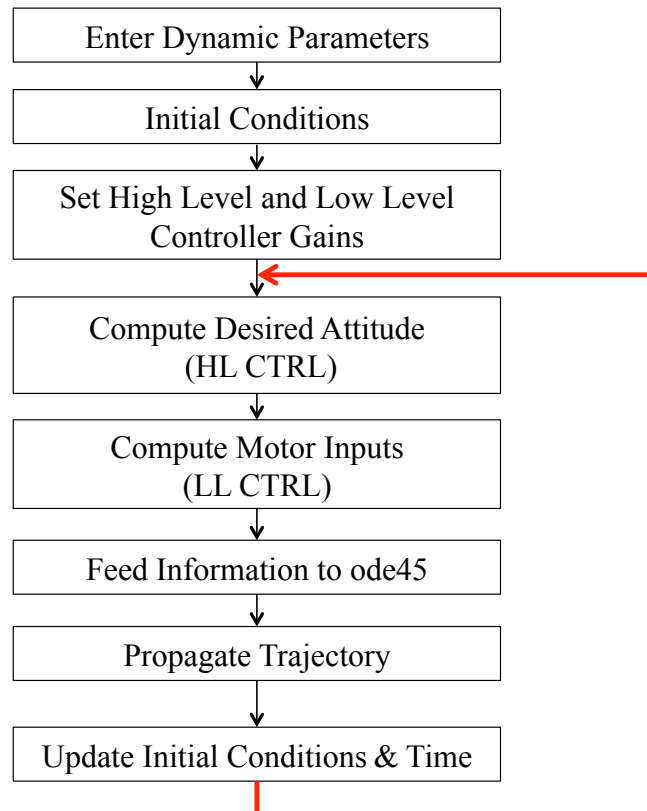 Enter Dynamic Parameters
Initial Conditions
Set High Level and Low Level
Controller Gains
Compute Desired Attitude
(HL CTRL)
Compute Motor Inputs
(LL CTRL)
Feed Information to ode45
Propagate Trajectory
Update Initial Conditions & Time